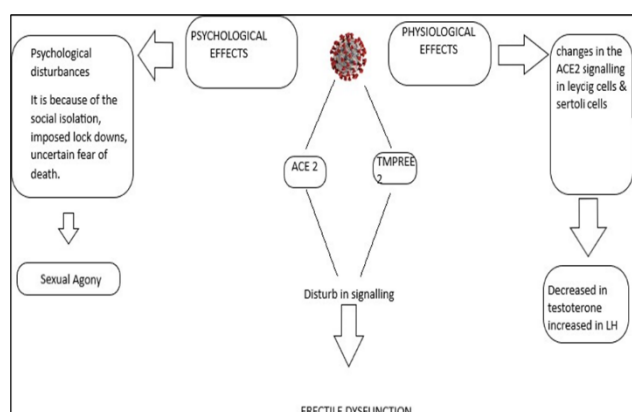 PSYCHOLOGICAL
EFFECTS
PHYSIOLOGICAL
EFFECTS
Psychological
disturbances
It is because of the
social isolation,
imposed lock downs,
uncertain fear of
death.
changes in the
ACE2 signalling
in leycig cells &
sertoli cells
ACE 2
TMPREE
2
Sexual Agony
Disturb in signalling
Decreased in
testoterone
increased in LH
ERECTILE DYSFUNCTION